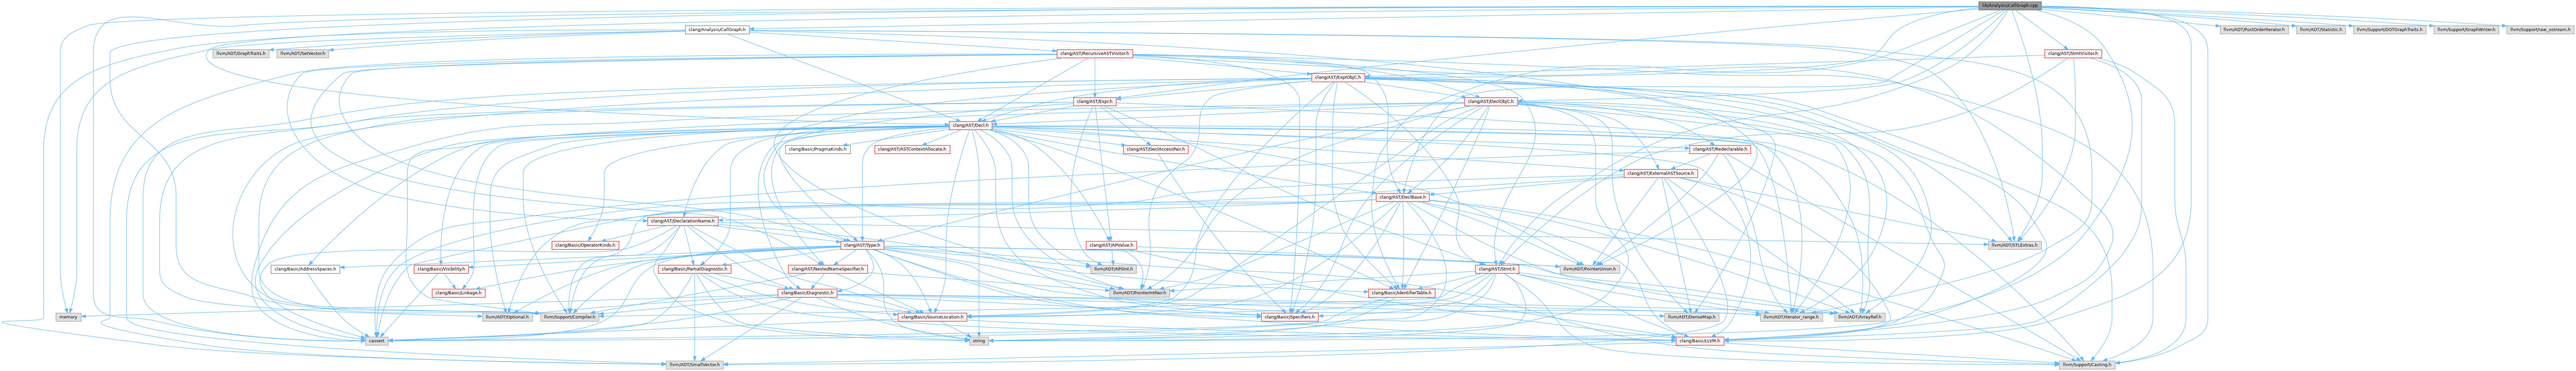 lib/Analysis/CallGraph.cpp
clang/Analysis/CallGraph.h
llvm/ADT/PostOrderIterator.h
llvm/ADT/Statistic.h
llvm/Support/DOTGraphTraits.h
llvm/Support/GraphWriter.h
llvm/Support/raw_ostream.h
llvm/ADT/GraphTraits.h
llvm/ADT/SetVector.h
clang/AST/RecursiveASTVisitor.h
clang/AST/StmtVisitor.h
clang/AST/ExprObjC.h
clang/AST/Expr.h
clang/AST/DeclObjC.h
clang/AST/Decl.h
clang/Basic/PragmaKinds.h
clang/AST/ASTContextAllocate.h
clang/AST/DeclAccessPair.h
clang/AST/Redeclarable.h
clang/AST/ExternalASTSource.h
clang/AST/DeclBase.h
clang/AST/DeclarationName.h
clang/Basic/OperatorKinds.h
clang/AST/Type.h
clang/AST/APValue.h
llvm/ADT/STLExtras.h
clang/Basic/AddressSpaces.h
clang/Basic/Visibility.h
clang/Basic/PartialDiagnostic.h
clang/AST/NestedNameSpecifier.h
llvm/ADT/APSInt.h
clang/AST/Stmt.h
llvm/ADT/PointerUnion.h
clang/Basic/Linkage.h
clang/Basic/Diagnostic.h
llvm/ADT/PointerIntPair.h
clang/Basic/IdentifierTable.h
memory
llvm/ADT/Optional.h
llvm/Support/Compiler.h
clang/Basic/SourceLocation.h
clang/Basic/Specifiers.h
llvm/ADT/DenseMap.h
llvm/ADT/iterator_range.h
llvm/ADT/ArrayRef.h
cassert
string
clang/Basic/LLVM.h
llvm/ADT/SmallVector.h
llvm/Support/Casting.h